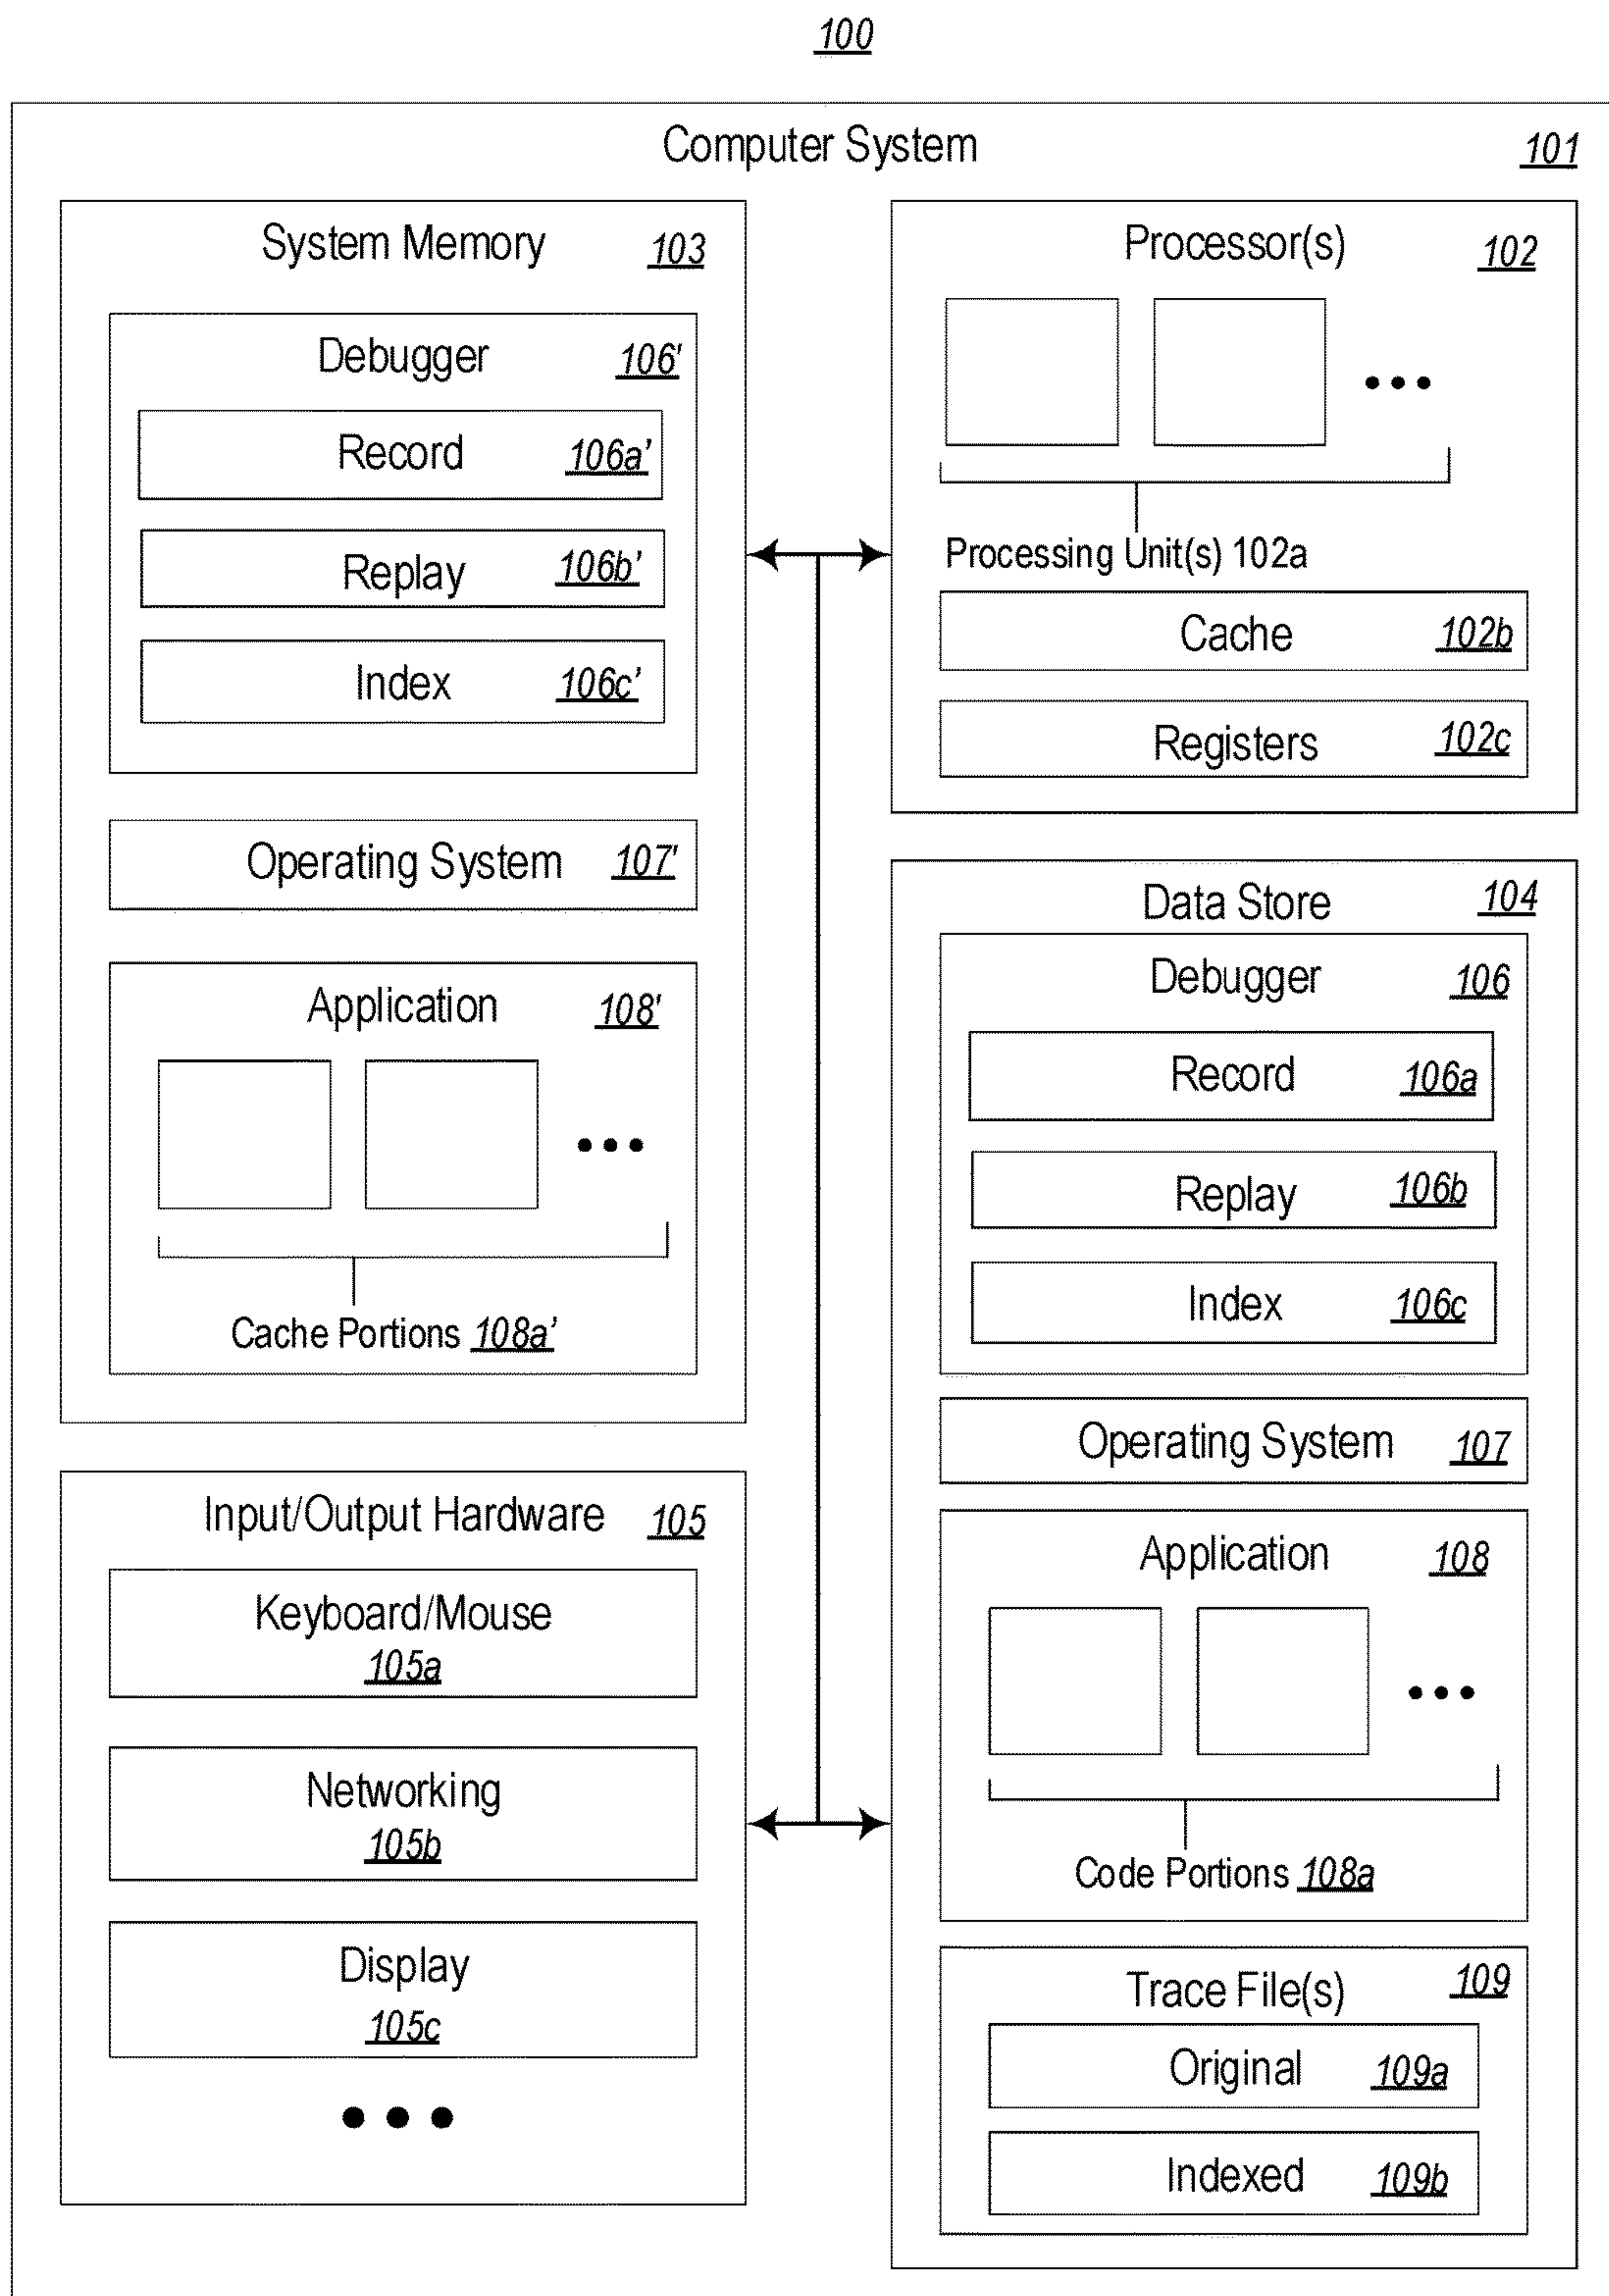 100
Computer System 101
System Memory 103
Debugger 106'
Record 106a'
Replay 106b'
Index 106c'
Operating System 107'
Application 108'
•••
Cache Portions 108a'
Input/Output Hardware 105
Keyboard/Mouse
105a
Networking
105b
Display
105c
•••
Processor(s) 102
•••
Processing Unit(s) 102a
Cache 102b
Registers 102c
Data Store 104
Debugger 106
Record 106a
Replay 106b
Index 106c
Operating System 107
Application 108
•••
Code Portions 108a
Trace File(s) 109
Original 109a
Indexed 109b